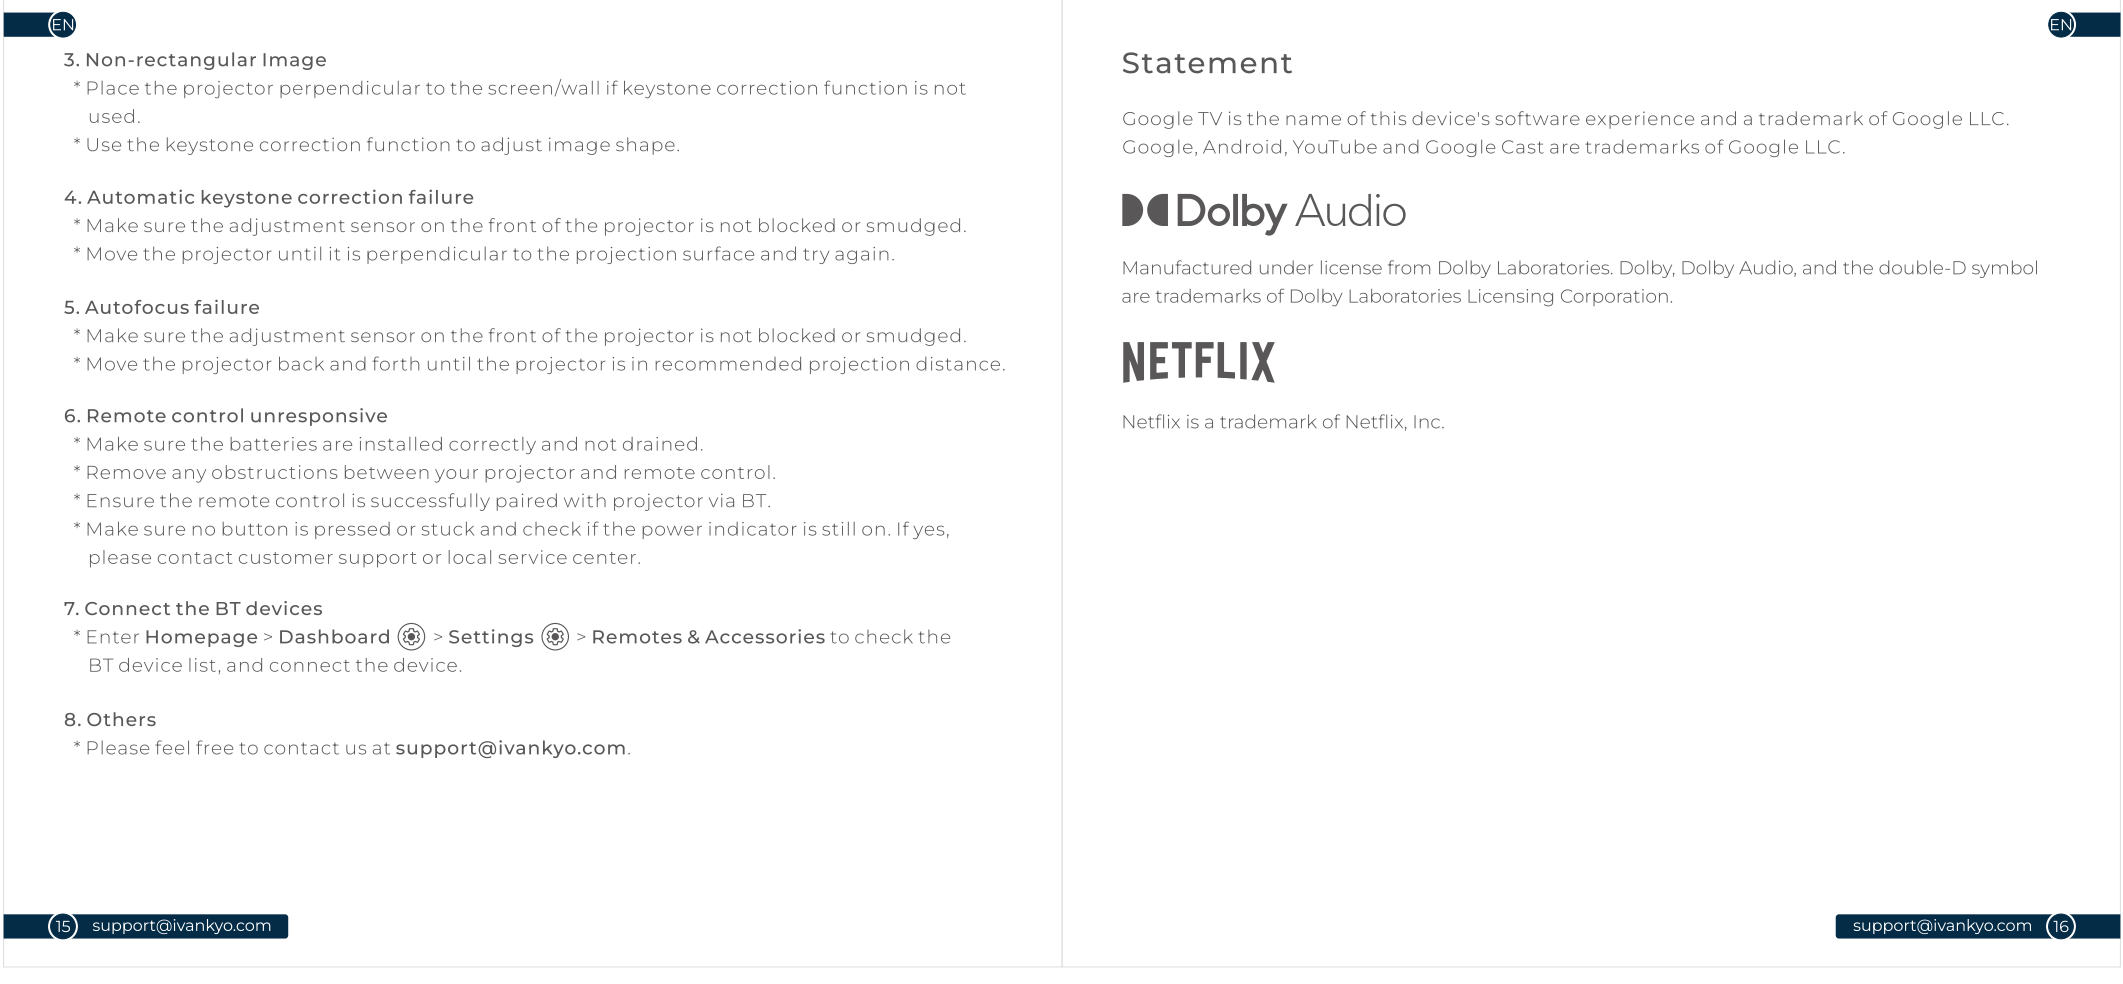 EN
3. Non-rectangular Image
* Place the projector perpendicular to the screen/wall if keystone correction function is not
used.
* Use the keystone correction function to adjust image shape.
4. Automatic keystone correction failure
* Make sure the adjustment sensor on the front of the projector is not blocked or smudged.
* Move the projector until it is perpendicular to the projection surface and try again.
5. Autofocus failure
* Make sure the adjustment sensor on the front of the projector is not blocked or smudged.
* Move the projector back and forth until the projector is in recommended projection distance.
6. Remote control unresponsive
* Make sure the batteries are installed correctly and not drained.
* Remove any obstructions between your projector and remote control.
* Ensure the remote control is successfully paired with projector via BT.
* Make sure no button is pressed or stuck and check if the power indicator is still on. If yes,
please contact customer support or local service center.
7. Connect the BT devices
* Enter Homepage > Dashboard > Settings > Remotes & Accessories to check the
BT device list, and connect the device.
8. Others
* Please feel free to contact us at support@ivankyo.com.
15 support@ivankyo.com
EN
Statement
Google TV is the name of this device's software experience and a trademark of Google LLC.
Google, Android, YouTube and Google Cast are trademarks of Google LLC.
Dolby Audio
Manufactured under license from Dolby Laboratories. Dolby, Dolby Audio, and the double-D symbol
are trademarks of Dolby Laboratories Licensing Corporation.
NETFLIX
Netflix is a trademark of Netflix, Inc.
support@ivankyo.com 16